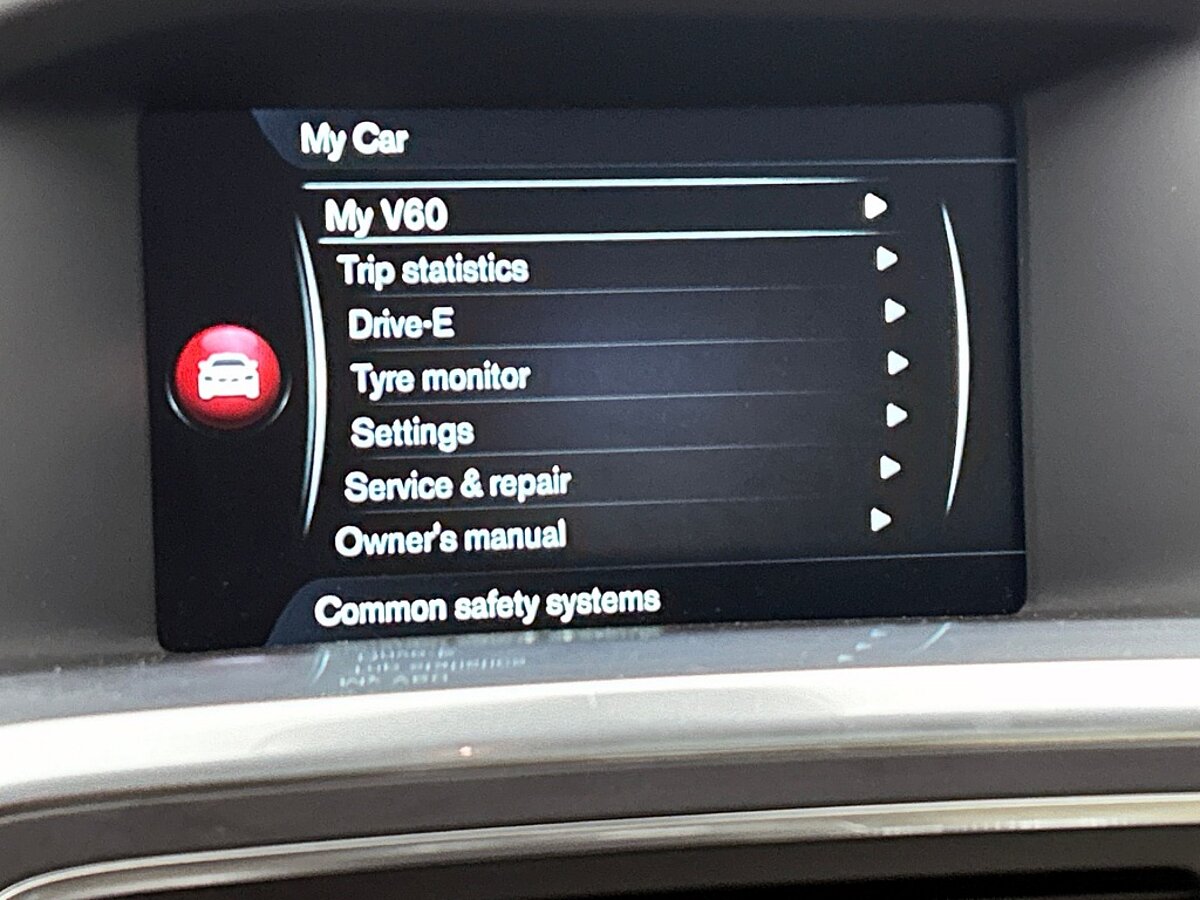 My Car
My V60
Trip statistics
Drive-E
Tyre monitor
Settings
Service & repair
Owner's manual
Common safety systems